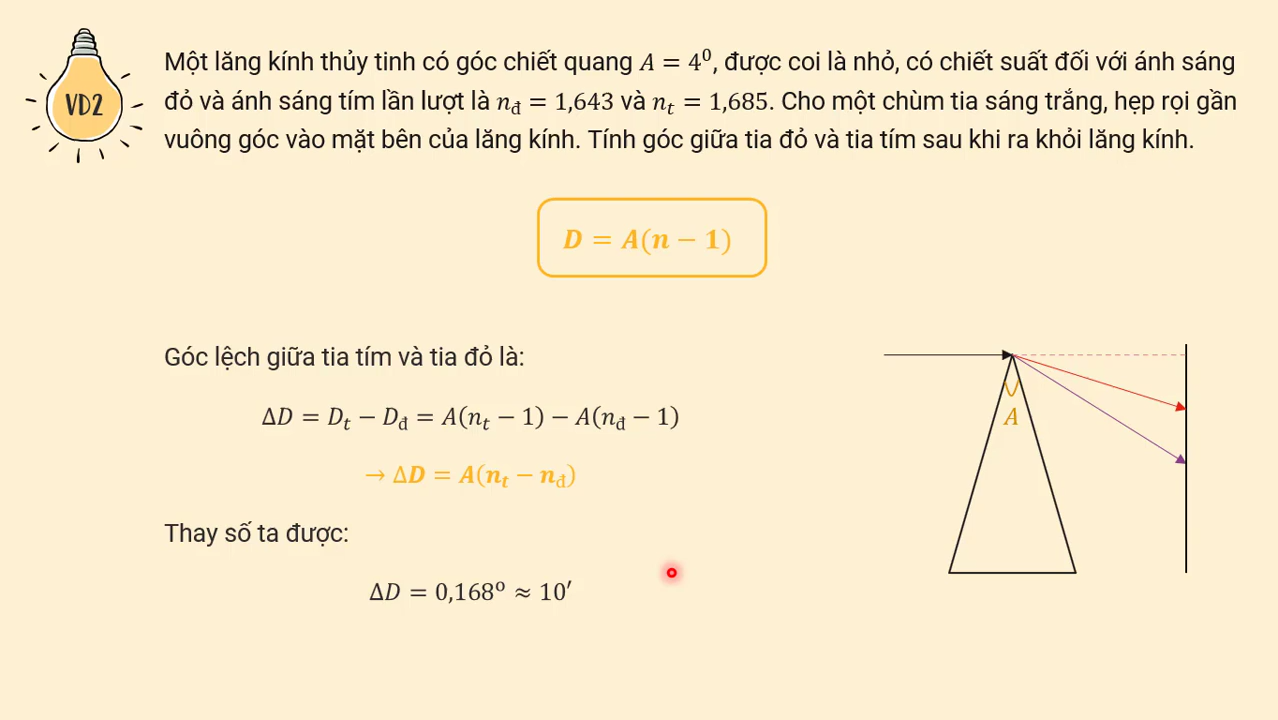 VD2
Một lăng kính thủy tinh có góc chiết quang A = 4⁰, được coi là nhỏ, có chiết suất đối với ánh sáng
đỏ và ánh sáng tím lần lượt là nđ = 1,643 và nt = 1,685. Cho một chùm tia sáng trắng, hẹp rọi gần
vuông góc vào mặt bên của lăng kính. Tính góc giữa tia đỏ và tia tím sau khi ra khỏi lăng kính.
D = A(n − 1)
Góc lệch giữa tia tím và tia đỏ là:
ΔD = Dt − Dđ = A(nt − 1) − A(nđ − 1)
→ ΔD = A(nt − nđ)
Thay số ta được:
ΔD = 0,168º ≈ 10′
A